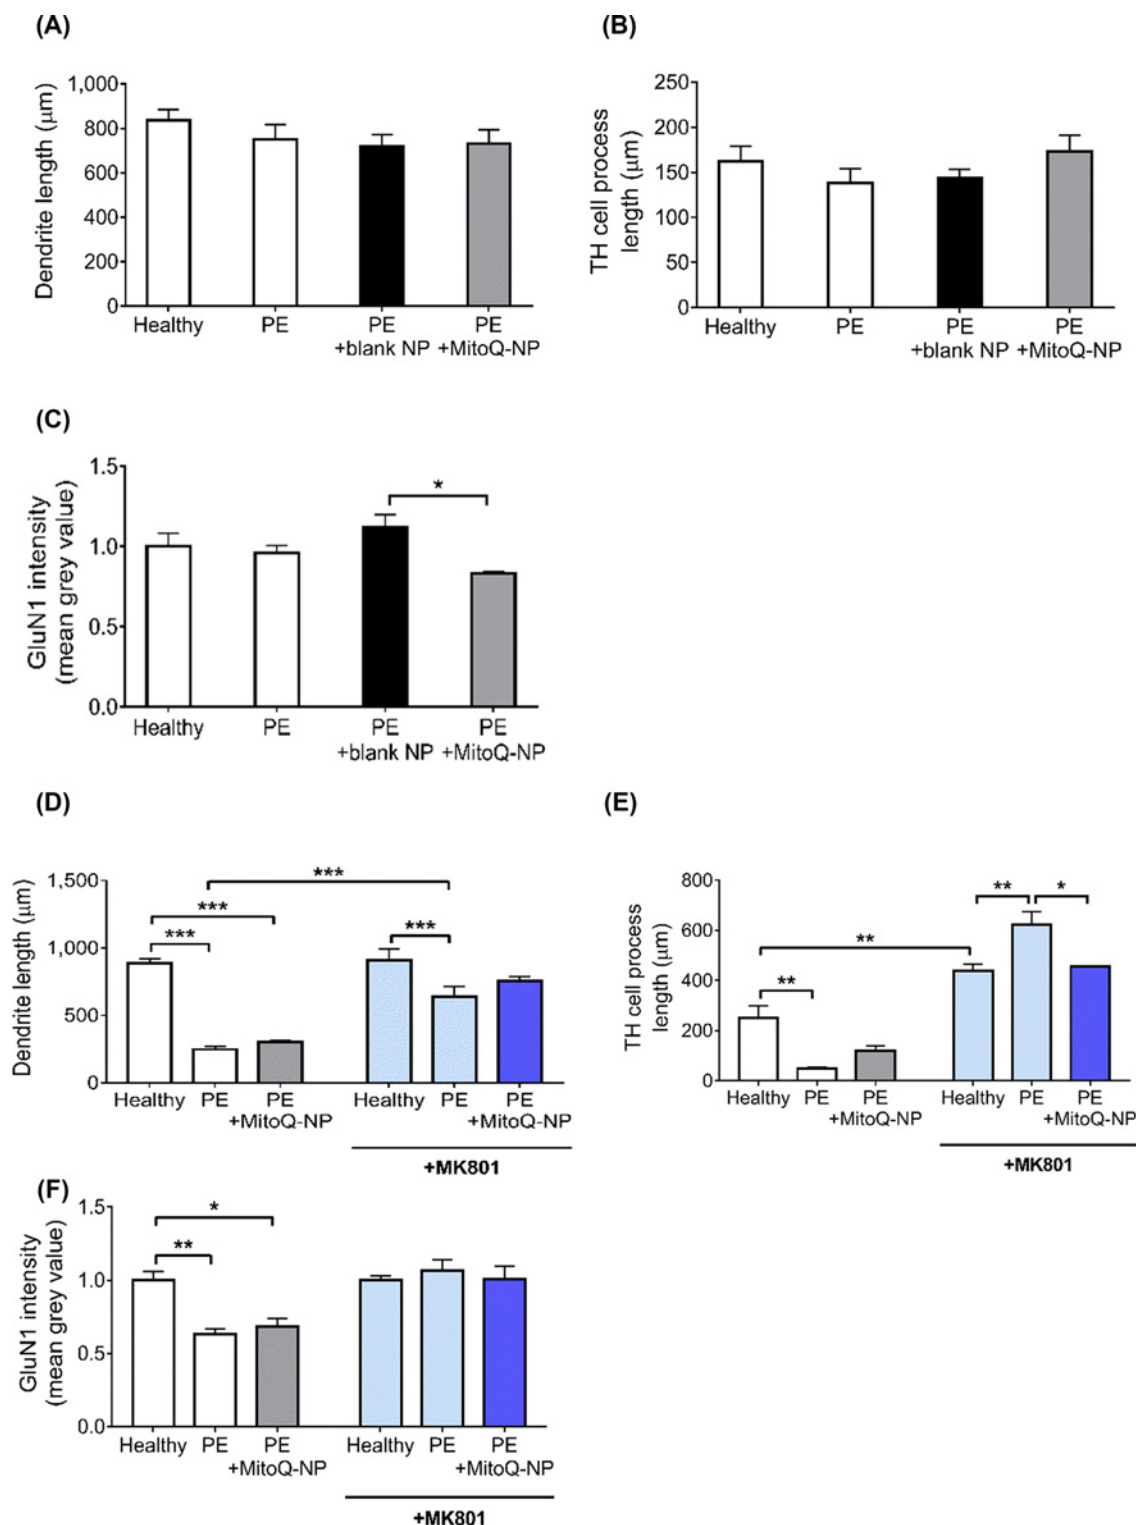 (A)
Dendrite length (μm)
1,000
800
600
400
200
0
Healthy PE PE PE
+blank NP +MitoQ-NP
(B)
TH cell process
length (μm)
250
200
150
100
50
0
Healthy PE PE PE
+blank NP +MitoQ-NP
(C)
GluN1 intensity
(mean grey value)
1.5
1.0
0.5
0.0
*
Healthy PE PE PE
+blank NP +MitoQ-NP
(D)
Dendrite length (μm)
1,500
1,000
500
0
***
***
***
***
Healthy PE PE Healthy PE PE
+MitoQ-NP +MitoQ-NP
+MK801
(E)
TH cell process
length (μm)
800
600
400
200
0
** *
**
**
Healthy PE PE Healthy PE PE
+MitoQ-NP +MitoQ-NP
+MK801
(F)
GluN1 intensity
(mean grey value)
1.5
1.0
0.5
0.0
*
**
Healthy PE PE Healthy PE PE
+MitoQ-NP +MitoQ-NP
+MK801